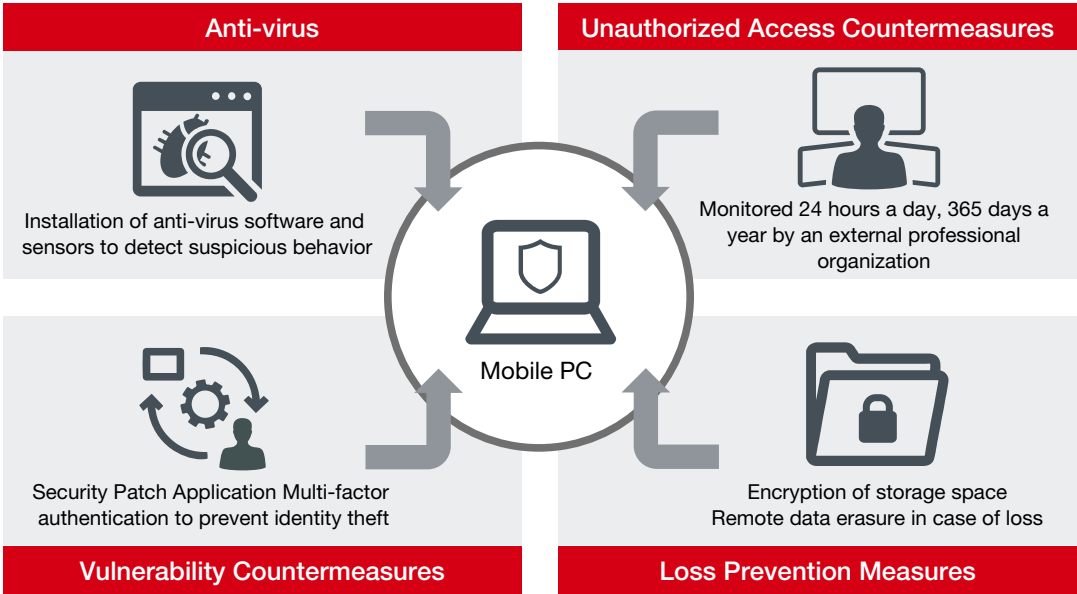 Anti-virus
Installation of anti-virus software and
sensors to detect suspicious behavior
Unauthorized Access Countermeasures
Monitored 24 hours a day, 365 days a
year by an external professional
organization
Mobile PC
Security Patch Application Multi-factor
authentication to prevent identity theft
Vulnerability Countermeasures
Encryption of storage space
Remote data erasure in case of loss
Loss Prevention Measures